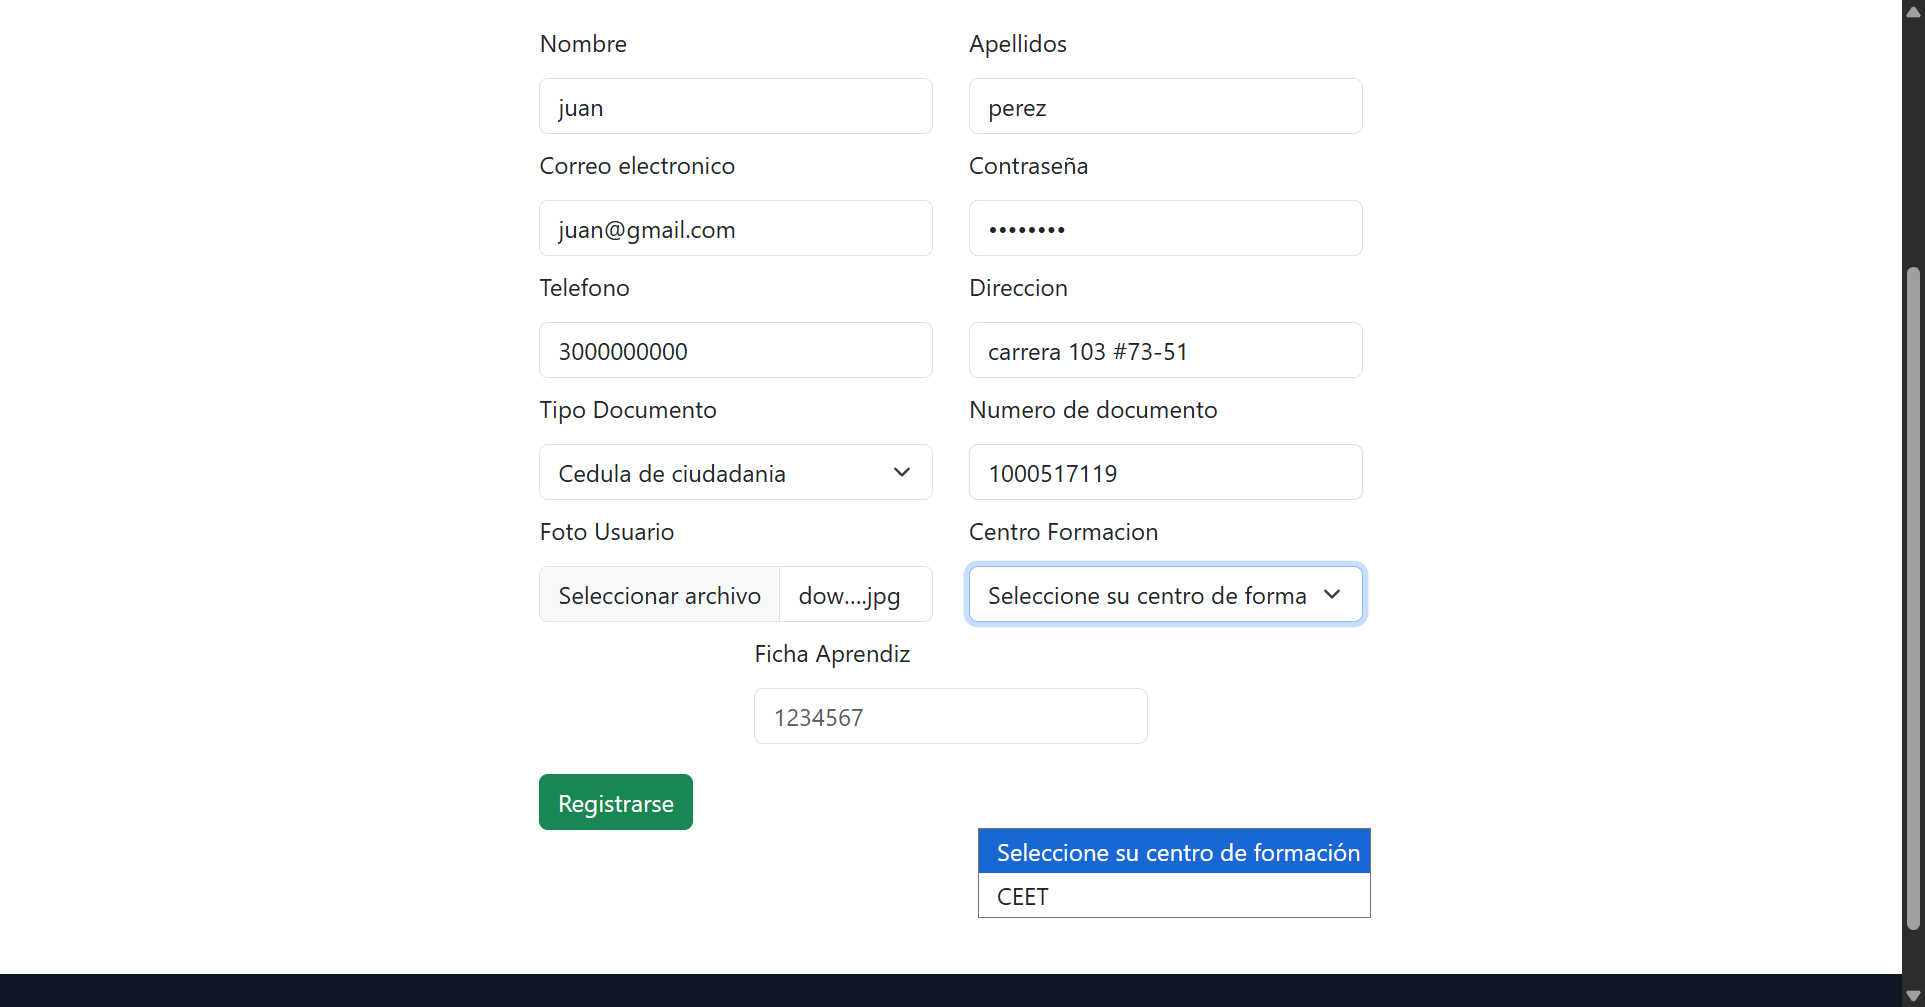 Nombre
Apellidos
juan
perez
Correo electronico
Contraseña
juan@gmail.com
••••••••
Telefono
Direccion
3000000000
carrera 103 #73-51
Tipo Documento
Numero de documento
Cedula de ciudadania
1000517119
Foto Usuario
Centro Formacion
Seleccionar archivo
dow....jpg
Seleccione su centro de forma
Ficha Aprendiz
1234567
Registrarse
Seleccione su centro de formación
CEET